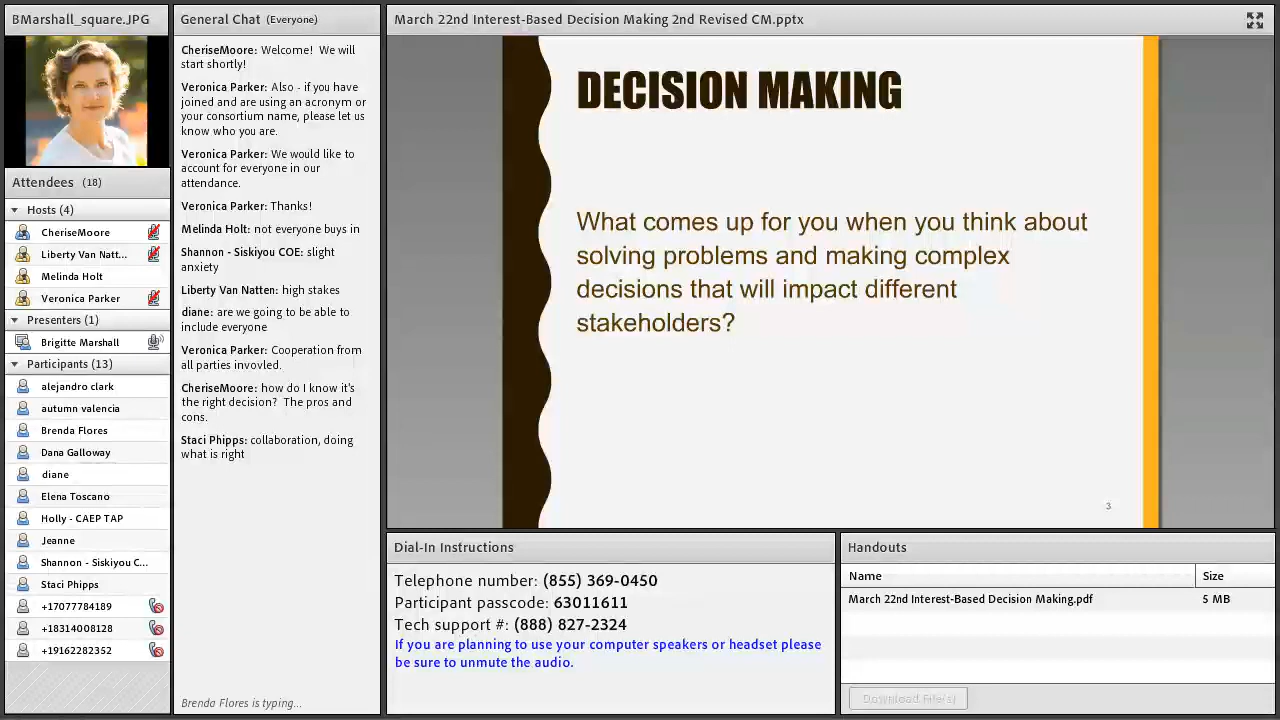 BMarshall_square.JPG
Attendees (18)
Hosts (4)
CheriseMoore
Liberty Van Natt...
Melinda Holt
Veronica Parker
Presenters (1)
Brigitte Marshall
Participants (13)
alejandro clark
autumn valencia
Brenda Flores
Dana Galloway
diane
Elena Toscano
Holly - CAEP TAP
Jeanne
Shannon - Siskiyou C...
Staci Phipps
+17077784189
+18314008128
+19162282352
General Chat (Everyone)
CheriseMoore: Welcome! We will
start shortly!
Veronica Parker: Also - if you have
joined and are using an acronym or
your consortium name, please let us
know who you are.
Veronica Parker: We would like to
account for everyone in our
attendance.
Veronica Parker: Thanks!
Melinda Holt: not everyone buys in
Shannon - Siskiyou COE: slight
anxiety
Liberty Van Natten: high stakes
diane: are we going to be able to
include everyone
Veronica Parker: Cooperation from
all parties invovled.
CheriseMoore: how do I know it's
the right decision? The pros and
cons.
Staci Phipps: collaboration, doing
what is right
Brenda Flores is typing...
March 22nd Interest-Based Decision Making 2nd Revised CM.pptx
DECISION MAKING
What comes up for you when you think about
solving problems and making complex
decisions that will impact different
stakeholders?
3
Dial-In Instructions
Telephone number: (855) 369-0450
Participant passcode: 63011611
Tech support #: (888) 827-2324
If you are planning to use your computer speakers or headset please
be sure to unmute the audio.
Handouts
Name Size
March 22nd Interest-Based Decision Making.pdf 5 MB
Download File(s)